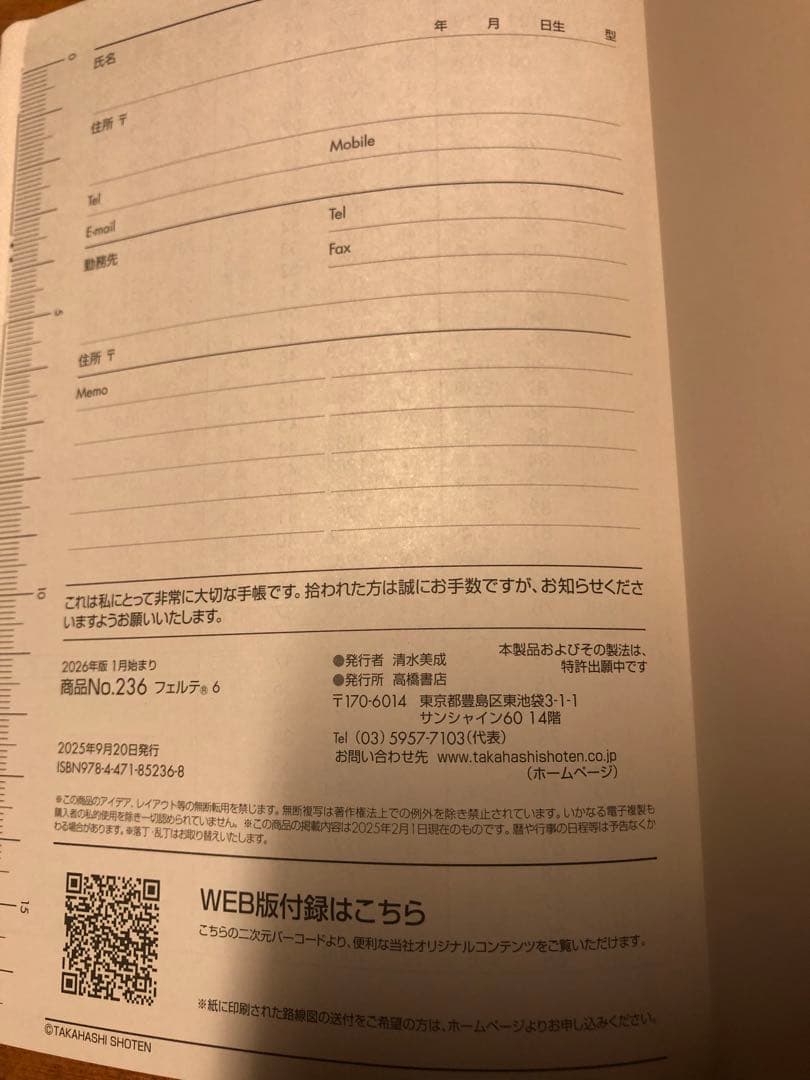 年 月 日生 型
氏名
住所 〒
Mobile
Tel
E-mail
Tel
勤務先
Fax
住所 〒
Memo
これは私にとって非常に大切な手帳です。拾われた方は誠にお手数ですが、お知らせくださ
いますようお願いいたします。
2026年版 1月始まり
商品No.236 フェルテ® 6
2025年9月20日発行
ISBN978-4-471-85236-8
●発行者 清水美成
●発行所 高橋書店
〒170-6014 東京都豊島区東池袋3-1-1
サンシャイン60 14階
Tel (03) 5957-7103(代表)
お問い合わせ先 www.takahashishoten.co.jp
(ホームページ)
本製品およびその製法は、
特許出願中です
※この商品のアイデア、レイアウト等の無断転用を禁じます。無断複写は著作権法上での例外を除き禁止されています。いかなる電子複製も
購入者の私的使用を除き一切認められていません。※この商品の掲載内容は2025年2月1日現在のものです。暦や行事の日程等は予告なくか
わる場合があります。※落丁・乱丁はお取り替えいたします。
WEB版付録はこちら
こちらの二次元バーコードより、便利な当社オリジナルコンテンツをご覧いただけます。
※紙に印刷された路線図の送付をご希望の方は、ホームページよりお申し込みください。
©TAKAHASHI SHOTEN
0
5
10
15